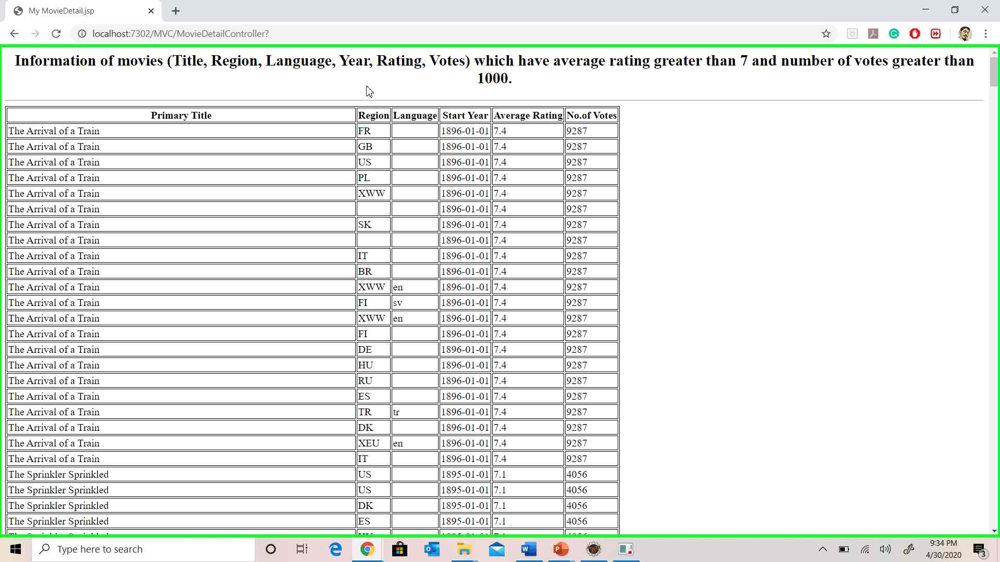 My MovieDetail.jsp
localhost:7302/MVC/MovieDetailController?
Information of movies (Title, Region, Language, Year, Rating, Votes) which have average rating greater than 7 and number of votes greater than
1000.
Primary Title Region Language Start Year Average Rating No.of Votes
The Arrival of a Train FR 1896-01-01 7.4 9287
The Arrival of a Train GB 1896-01-01 7.4 9287
The Arrival of a Train US 1896-01-01 7.4 9287
The Arrival of a Train PL 1896-01-01 7.4 9287
The Arrival of a Train XWW 1896-01-01 7.4 9287
The Arrival of a Train 1896-01-01 7.4 9287
The Arrival of a Train SK 1896-01-01 7.4 9287
The Arrival of a Train 1896-01-01 7.4 9287
The Arrival of a Train IT 1896-01-01 7.4 9287
The Arrival of a Train BR 1896-01-01 7.4 9287
The Arrival of a Train XWW en 1896-01-01 7.4 9287
The Arrival of a Train FI sv 1896-01-01 7.4 9287
The Arrival of a Train XWW en 1896-01-01 7.4 9287
The Arrival of a Train FI 1896-01-01 7.4 9287
The Arrival of a Train DE 1896-01-01 7.4 9287
The Arrival of a Train HU 1896-01-01 7.4 9287
The Arrival of a Train RU 1896-01-01 7.4 9287
The Arrival of a Train ES 1896-01-01 7.4 9287
The Arrival of a Train TR tr 1896-01-01 7.4 9287
The Arrival of a Train DK 1896-01-01 7.4 9287
The Arrival of a Train XEU en 1896-01-01 7.4 9287
The Arrival of a Train IT 1896-01-01 7.4 9287
The Sprinkler Sprinkled US 1895-01-01 7.1 4056
The Sprinkler Sprinkled US 1895-01-01 7.1 4056
The Sprinkler Sprinkled DK 1895-01-01 7.1 4056
The Sprinkler Sprinkled ES 1895-01-01 7.1 4056
Type here to search
9:34 PM
4/30/2020
3